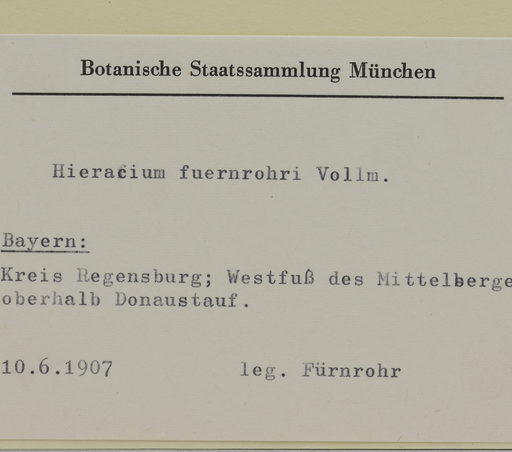 Botanische Staatssammlung München
Hieracium fuernrohri Vollm.
Bayern:
Kreis Regensburg; Westfuß des Mittelberge
oberhalb Donaustauf.
10.6.1907 leg. Fürnrohr